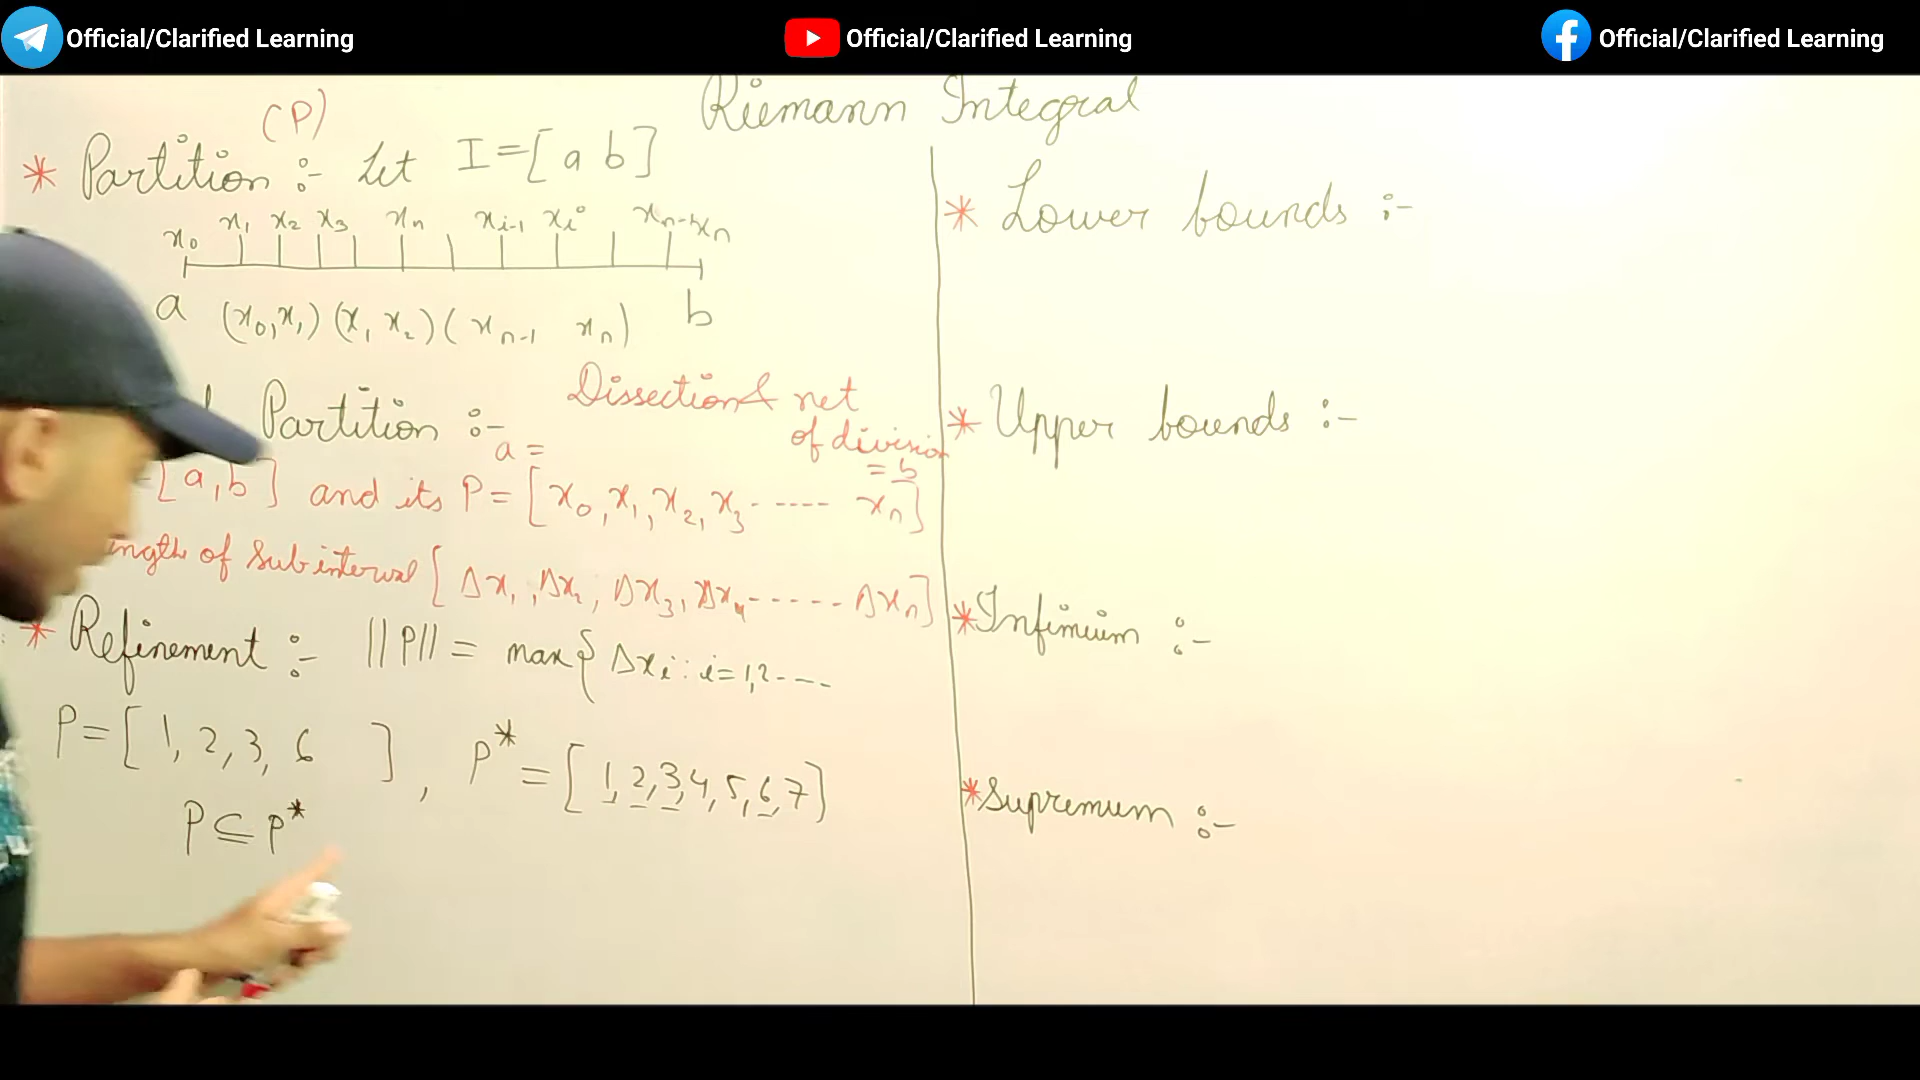 Official/Clarified Learning
Official/Clarified Learning
Official/Clarified Learning
Riemann Integral
(P)
* Partition :- Let I = [a b]
x₀ x₁ x₂ x₃ xₙ xᵢ₋₁ xᵢ xₙ₋₁ xₙ
a b
(x₀, x₁) (x₁ x₂) (xₙ₋₁ xₙ)
Partition :- Dissection & net
of division
a = = b
[a, b] and its P = [x₀, x₁, x₂, x₃ ------ xₙ]
ngth of Sub interval [Δx₁, Δx₂, Δx₃, Δx₄ ------ Δxₙ]
* Refinement :- ||P|| = max{Δxᵢ : i = 1,2 ----
P = [1, 2, 3, 6 ] , P* = [1, 2, 3, 4, 5, 6, 7]
P ⊆ P*
* Lower bounds :-
* Upper bounds :-
* Infimium :-
* Supremum :-